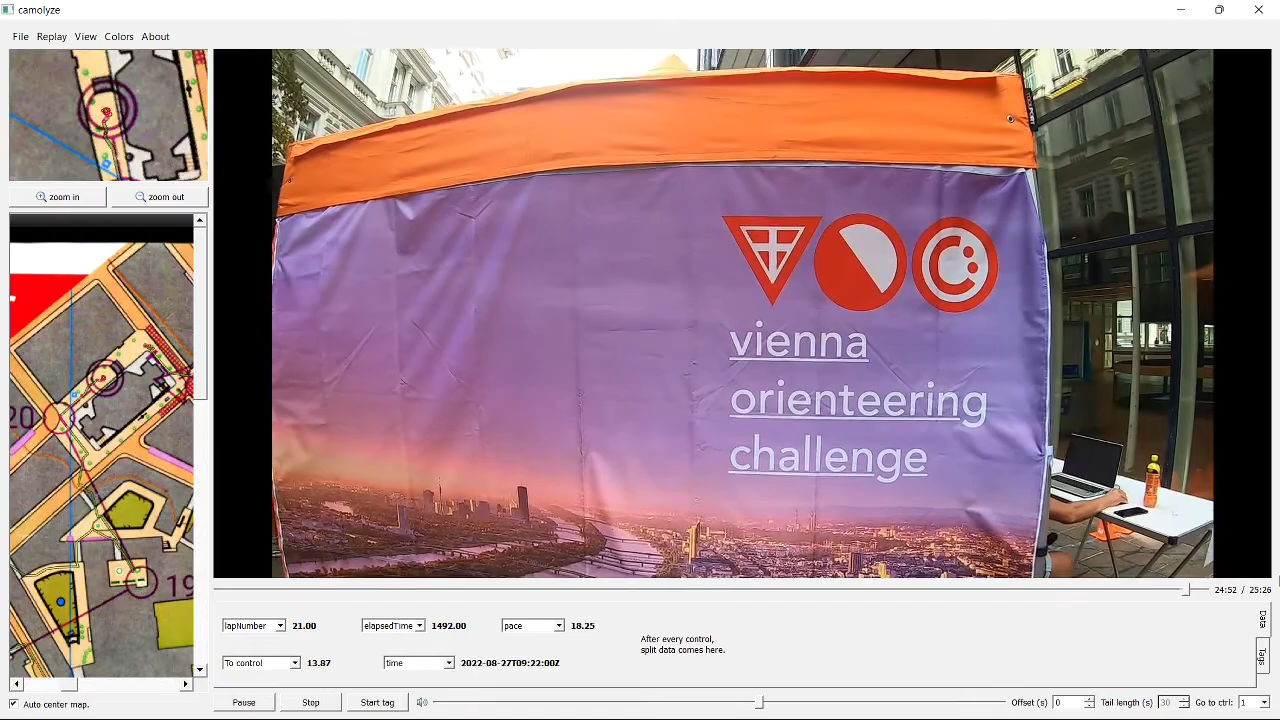 camolyze
File Replay View Colors About
zoom in zoom out
20
19
vienna
orienteering
challenge
24:52 / 25:26
lapNumber 21.00 elapsedTime 1492.00 pace 18.25
After every control,
split data comes here.
To control 13.87 time 2022-08-27T09:22:00Z
Data
Tags
Auto center map.
Pause Stop Start tag Offset (s) 0 Tail length (s) 30 Go to ctrl: 1